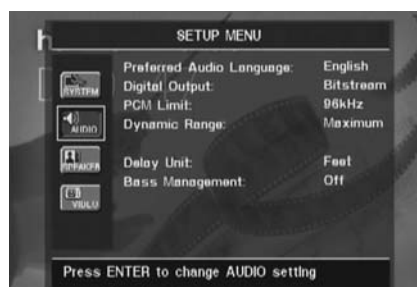 h
SETUP MENU
SYSTEM
AUDIO
SPEAKER
VIDEO
Preferred Audio Language: English
Digital Output: Bitstream
PCM Limit: 96kHz
Dynamic Range: Maximum
Delay Unit: Feet
Bass Management: Off
Press ENTER to change AUDIO setting